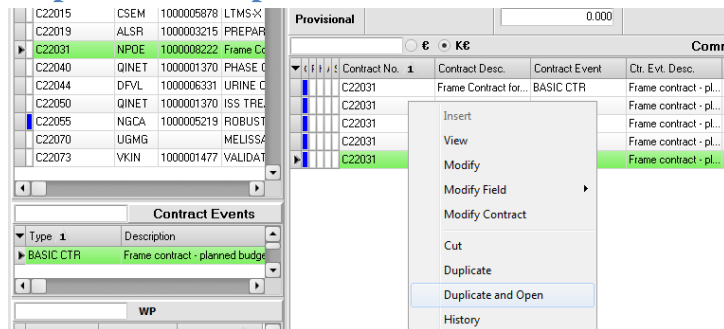 C22015 CSEM 1000005878 LTMS-X
C22019 ALSR 1000003215 PREPAR
C22031 NPOE 1000008222 Frame Co
C22040 QINET 1000001370 PHASE
C22044 DFVL 1000006331 URINE C
C22050 QINET 1000001370 ISS TRE
C22055 NGCA 1000005219 ROBUST
C22070 UGMG MELISSA
C22073 VKIN 1000001477 VALIDAT
Contract Events
Type 1 Description
BASIC CTR Frame contract - planned budge
WP
Provisional 0.000
€ K€ Comm
Contract No. 1 Contract Desc. Contract Event Ctr. Evt. Desc.
C22031 Frame Contract for... BASIC CTR Frame contract - pl...
C22031 Frame contract - pl...
C22031 Frame contract - pl...
C22031 Frame contract - pl...
C22031 Frame contract - pl...
Insert
View
Modify
Modify Field
Modify Contract
Cut
Duplicate
Duplicate and Open
History